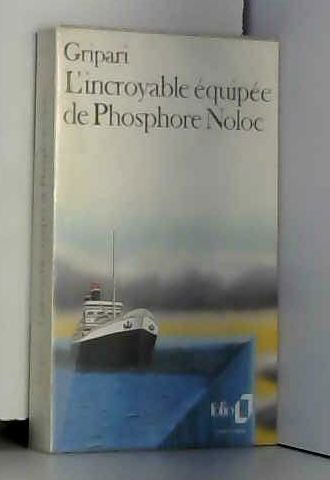 Gripari
L'incroyable équipée
de Phosphore Noloc
folio